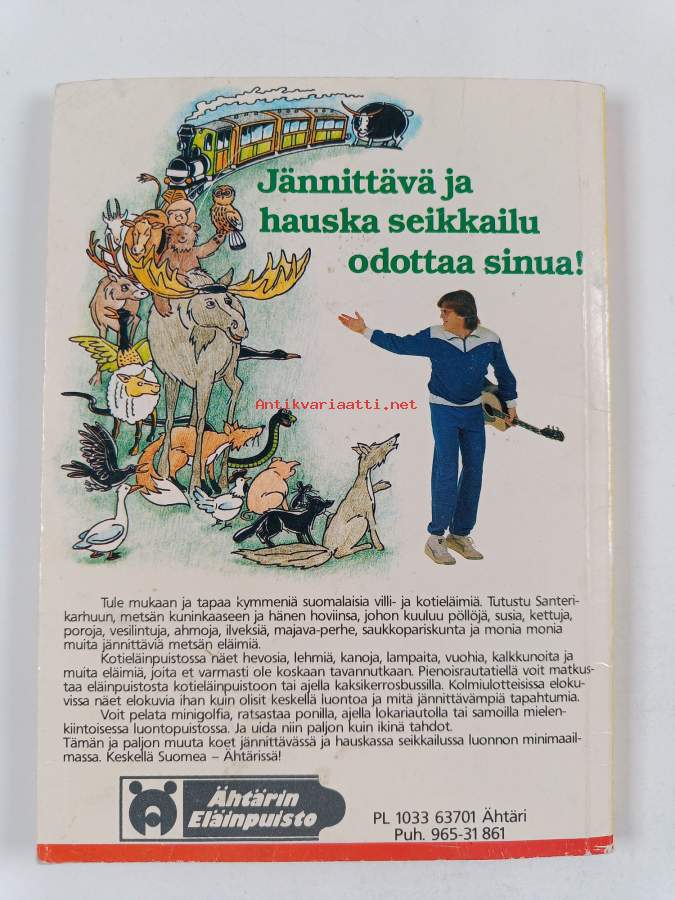 Jännittävä ja
hauska seikkailu
odottaa sinua!
Antikvariaatti.net
Tule mukaan ja tapaa kymmeniä suomalaisia villi- ja kotieläimiä. Tutustu Santeri-
karhuun, metsän kuninkaaseen ja hänen hoviinsa, johon kuuluu pöllöjä, susia, kettuja,
poroja, vesilintuja, ahmoja, ilveksiä, majava-perhe, saukkopariskunta ja monia monia
muita jännittäviä metsän eläimiä.
Kotieläinpuistossa näet hevosia, lehmiä, kanoja, lampaita, vuohia, kalkkunoita ja
muita eläimiä, joita et varmasti ole koskaan tavannutkaan. Pienoisrautatiellä voit matkus-
taa eläinpuistosta kotieläinpuistoon tai ajella kaksikerrosbussilla. Kolmiulotteisissa eloku-
vissa näet elokuvia ihan kuin olisit keskellä luontoa ja mitä jännittävämpiä tapahtumia.
Voit pelata minigolfia, ratsastaa ponilla, ajella lokariautolla tai samoilla mielen-
kiintoisessa luontopuistossa. Ja uida niin paljon kuin ikinä tahdot.
Tämän ja paljon muuta koet jännittävässä ja hauskassa seikkailussa luonnon minimaail-
massa. Keskellä Suomea – Ähtärissä!
Ähtärin
Eläinpuisto
PL 1033 63701 Ähtäri
Puh. 965-31 861